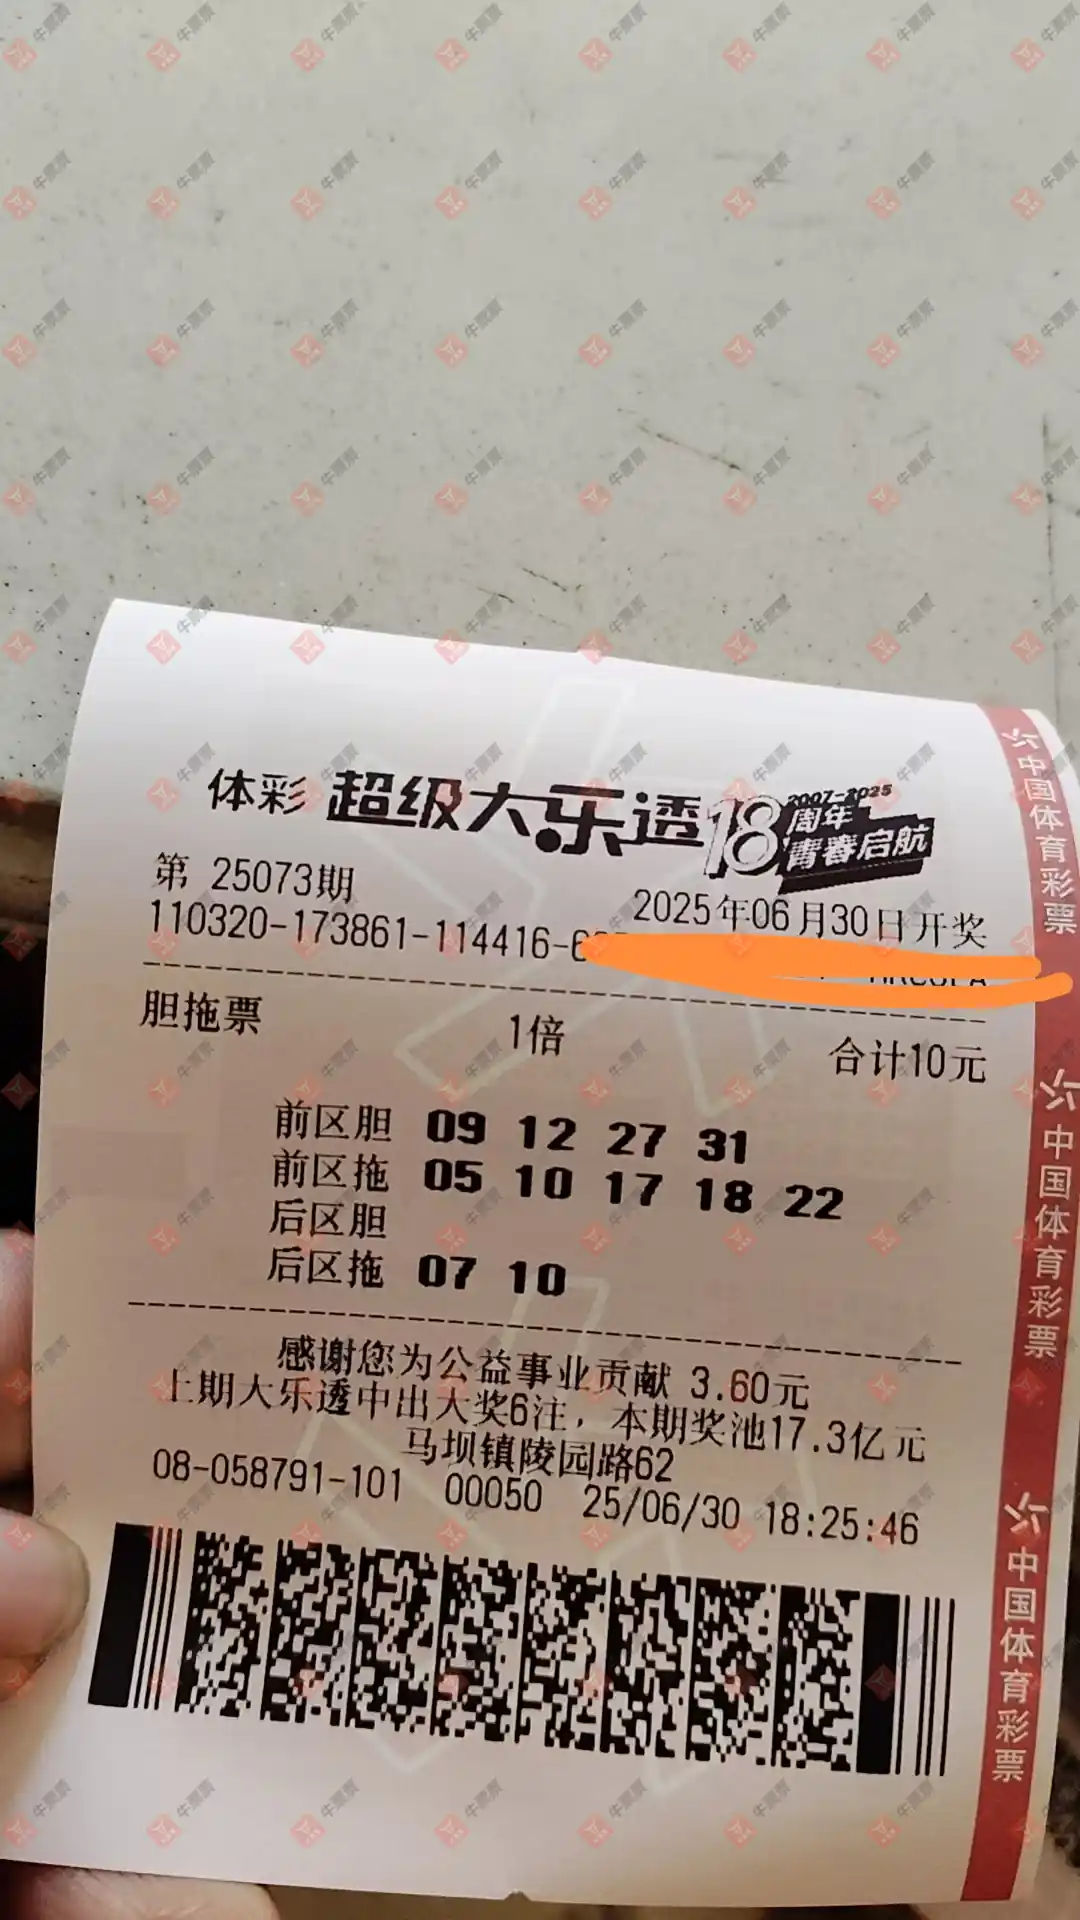 体彩 超级大乐透 18周年 2007-2025 青春启航
第 25073期 2025年06月30日开奖
110320-173861-114416-6
胆拖票 1倍 合计10元
前区胆 09 12 27 31
前区拖 05 10 17 18 22
后区胆
后区拖 07 10
感谢您为公益事业贡献 3.60元
上期大乐透中出大奖6注，本期奖池17.3亿元
马坝镇陵园路62
08-058791-101 00050 25/06/30 18:25:46
中国体育彩票
中国体育彩票
中国体育彩票
牛票票